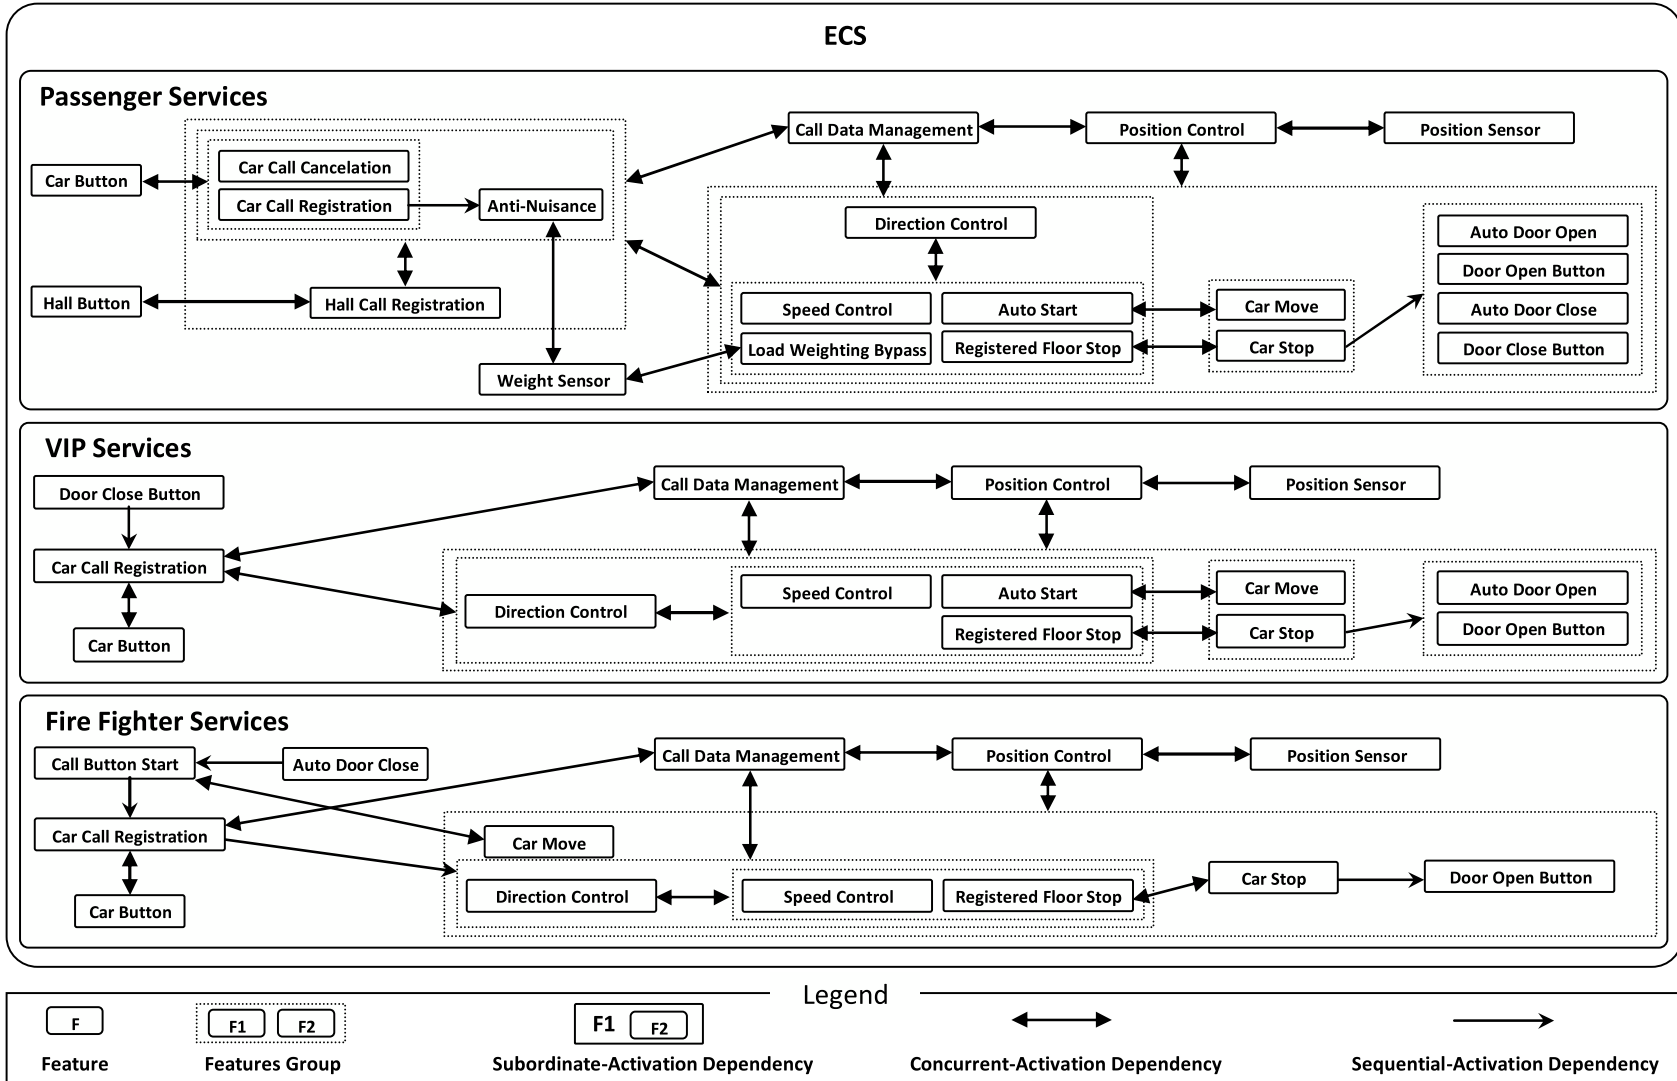 ECS
Passenger Services
Call Data Management
Position Control
Position Sensor
Car Call Cancelation
Car Button
Car Call Registration
Anti-Nuisance
Direction Control
Auto Door Open
Door Open Button
Hall Button
Hall Call Registration
Speed Control
Auto Start
Car Move
Auto Door Close
Load Weighting Bypass
Registered Floor Stop
Car Stop
Door Close Button
Weight Sensor
VIP Services
Door Close Button
Call Data Management
Position Control
Position Sensor
Car Call Registration
Speed Control
Auto Start
Car Move
Auto Door Open
Direction Control
Registered Floor Stop
Car Stop
Door Open Button
Car Button
Fire Fighter Services
Call Button Start
Auto Door Close
Call Data Management
Position Control
Position Sensor
Car Call Registration
Car Move
Direction Control
Speed Control
Registered Floor Stop
Car Stop
Door Open Button
Car Button
Legend
F
F1
F2
F1
F2
Feature
Features Group
Subordinate-Activation Dependency
Concurrent-Activation Dependency
Sequential-Activation Dependency